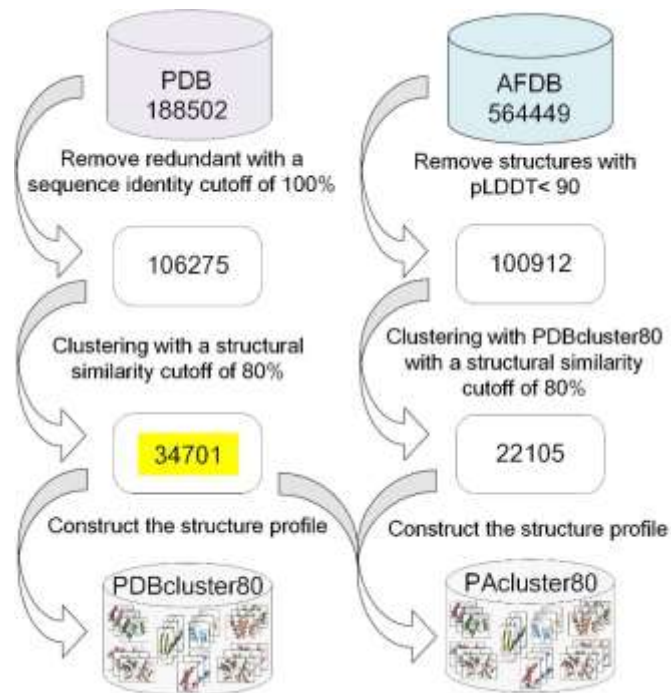 PDB
188502
Remove redundant with a
sequence identity cutoff of 100%
106275
Clustering with a structural
similarity cutoff of 80%
34701
Construct the structure profile
PDBcluster80
AFDB
564449
Remove structures with
pLDDT< 90
100912
Clustering with PDBcluster80
with a structural similarity
cutoff of 80%
22105
Construct the structure profile
PAcluster80